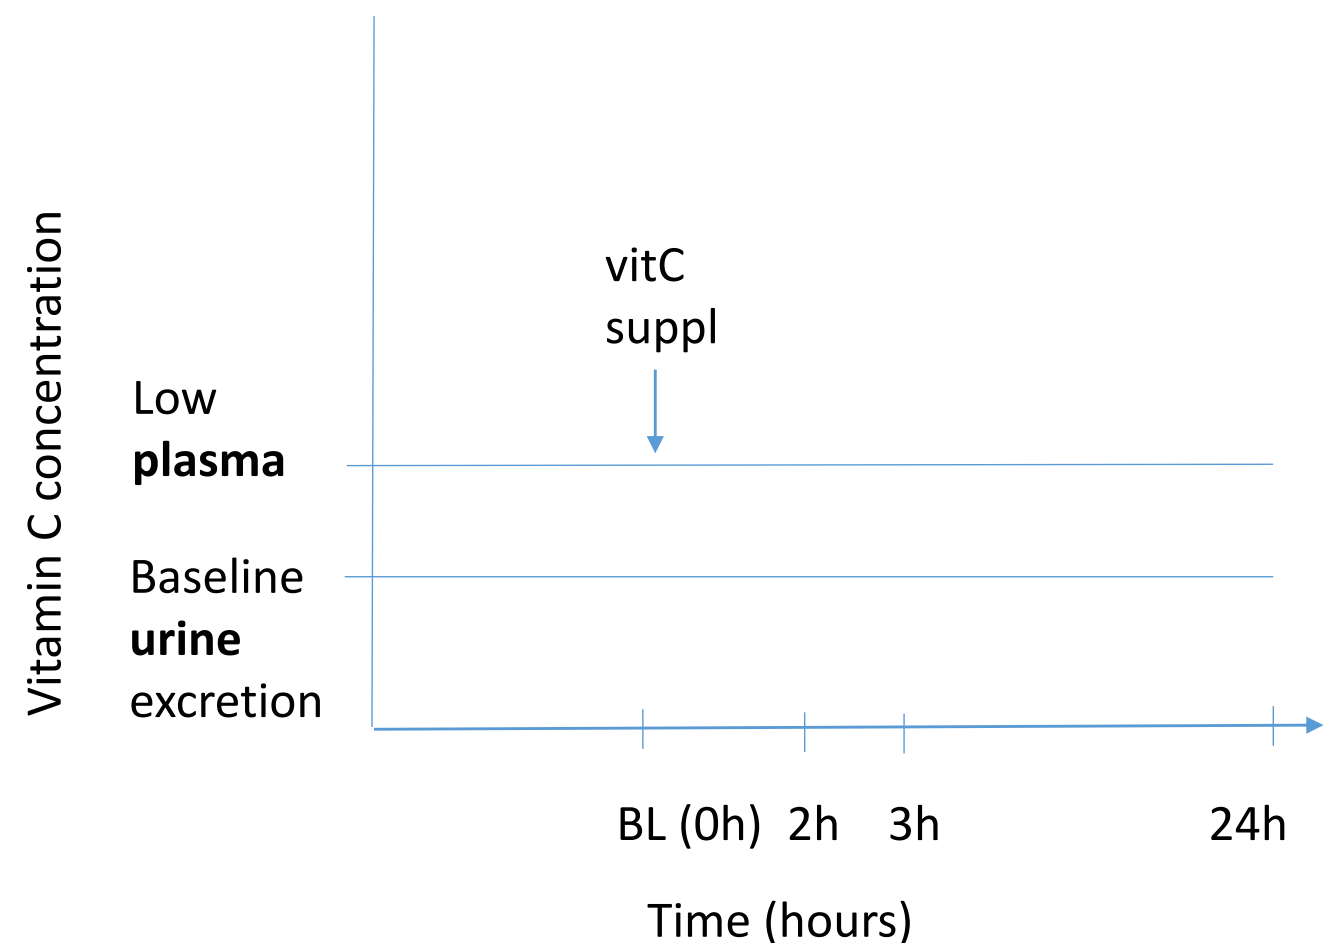 Vitamin C concentration
vitC
suppl
Low
plasma
Baseline
urine
excretion
BL (0h) 2h 3h 24h
Time (hours)